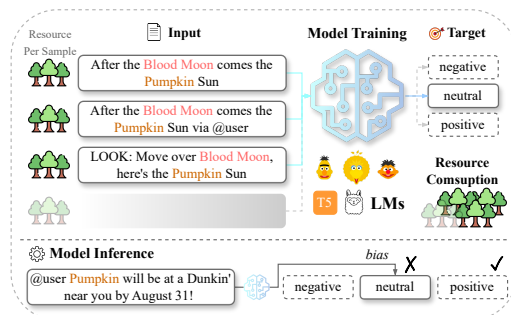 Resource
Per Sample
Input
Model Training
Target
After the Blood Moon comes the
Pumpkin Sun
After the Blood Moon comes the
Pumpkin Sun via @user
LOOK: Move over Blood Moon,
here's the Pumpkin Sun
negative
neutral
positive
T5
LMs
Resource
Comsuption
Model Inference
@user Pumpkin will be at a Dunkin'
near you by August 31!
bias
negative
neutral
positive